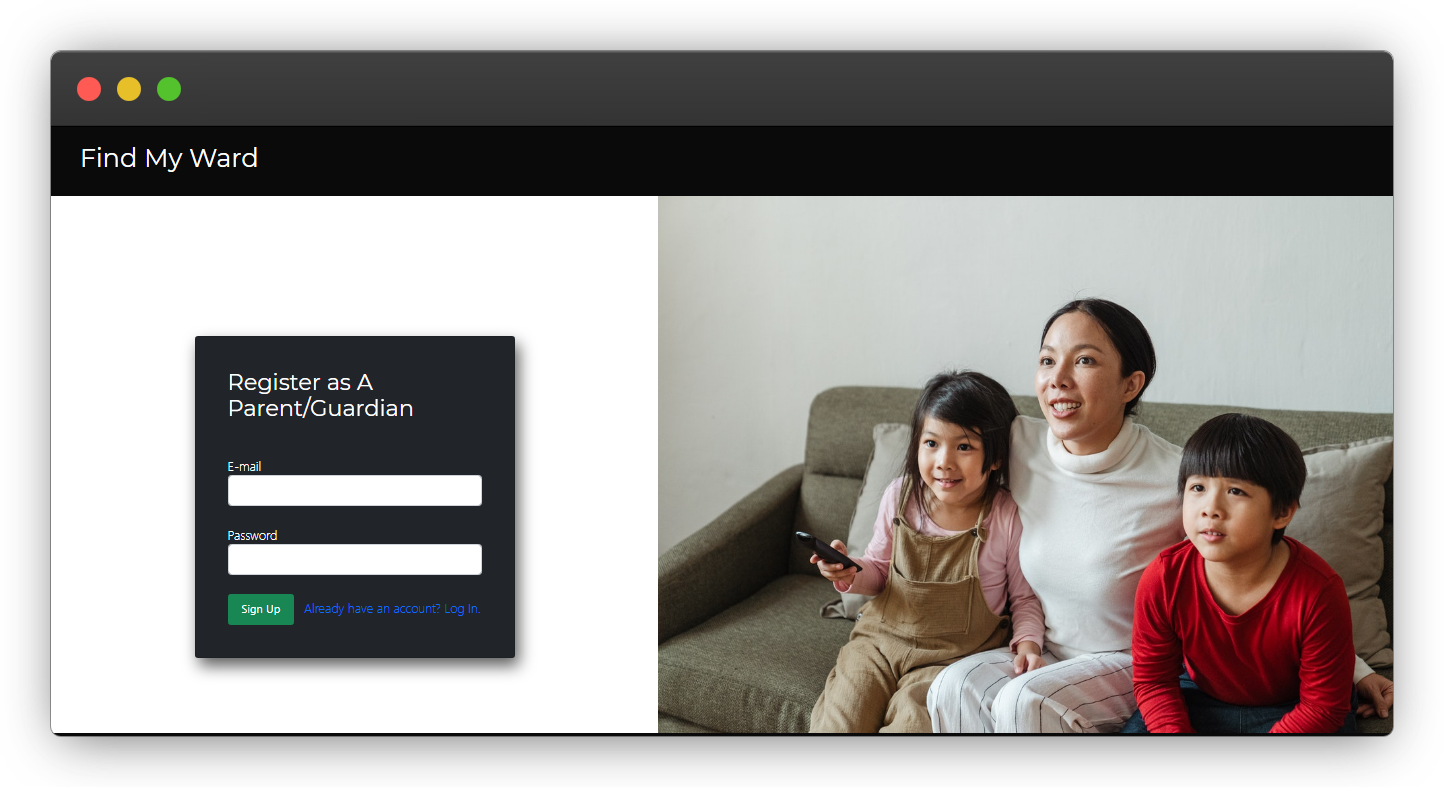 Find My Ward
Register as A
Parent/Guardian
E-mail
Password
Sign Up
Already have an account? Log In.